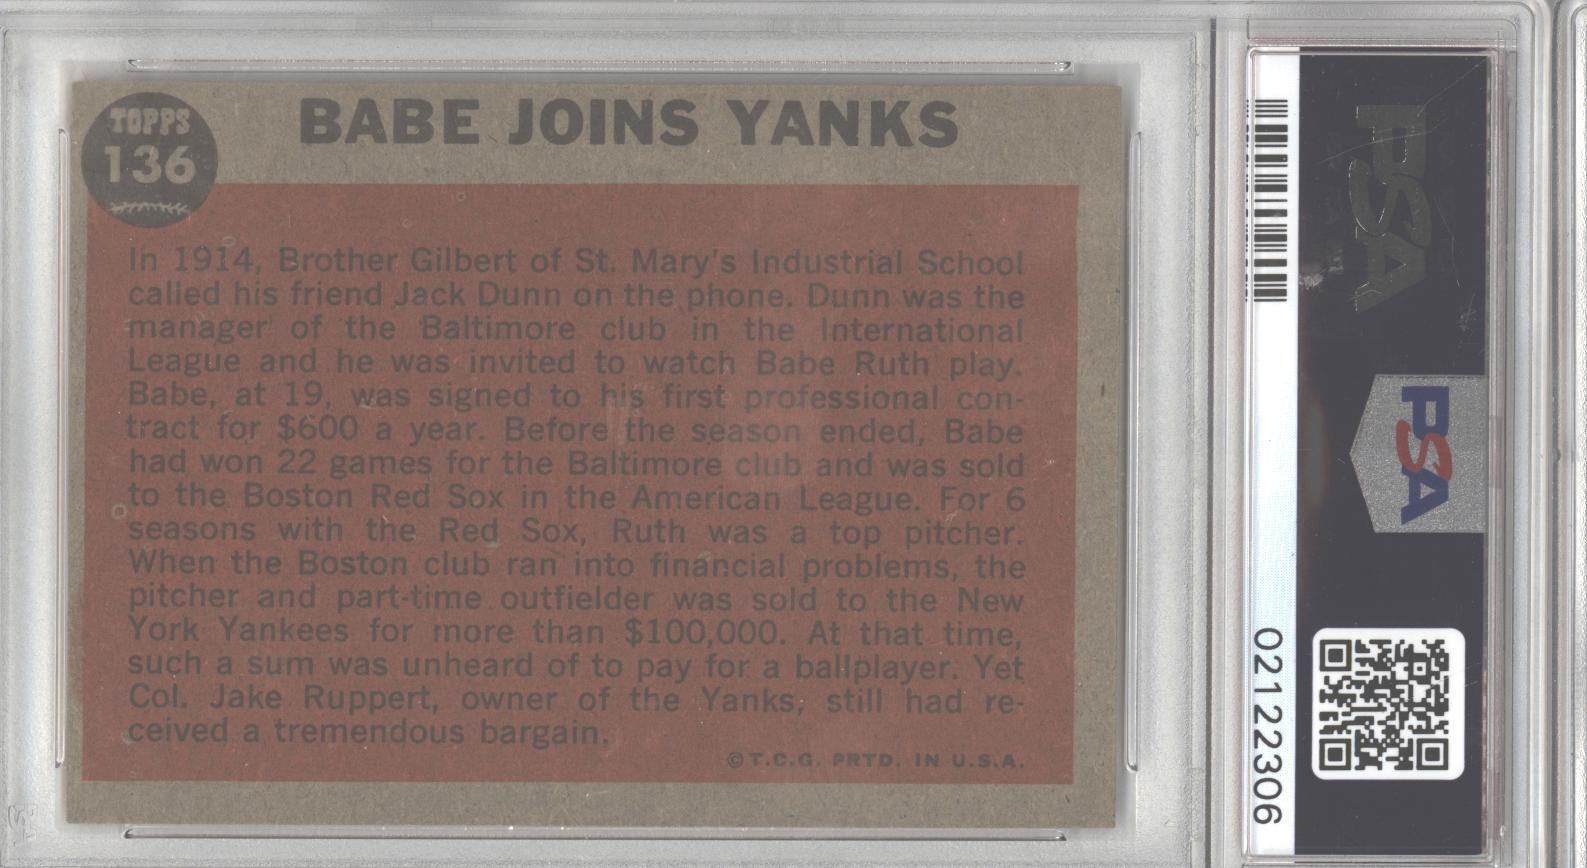 TOPPS
136
BABE JOINS YANKS
In 1914, Brother Gilbert of St. Mary's Industrial School
called his friend Jack Dunn on the phone. Dunn was the
manager of the Baltimore club in the International
League and he was invited to watch Babe Ruth play.
Babe, at 19, was signed to his first professional con-
tract for $600 a year. Before the season ended, Babe
had won 22 games for the Baltimore club and was sold
to the Boston Red Sox in the American League. For 6
seasons with the Red Sox, Ruth was a top pitcher.
When the Boston club ran into financial problems, the
pitcher and part-time outfielder was sold to the New
York Yankees for more than $100,000. At that time,
such a sum was unheard of to pay for a ballplayer. Yet
Col. Jake Ruppert, owner of the Yanks, still had re-
ceived a tremendous bargain.
©T.C.G. PRTD. IN U.S.A.
PSA
PSA
02122306